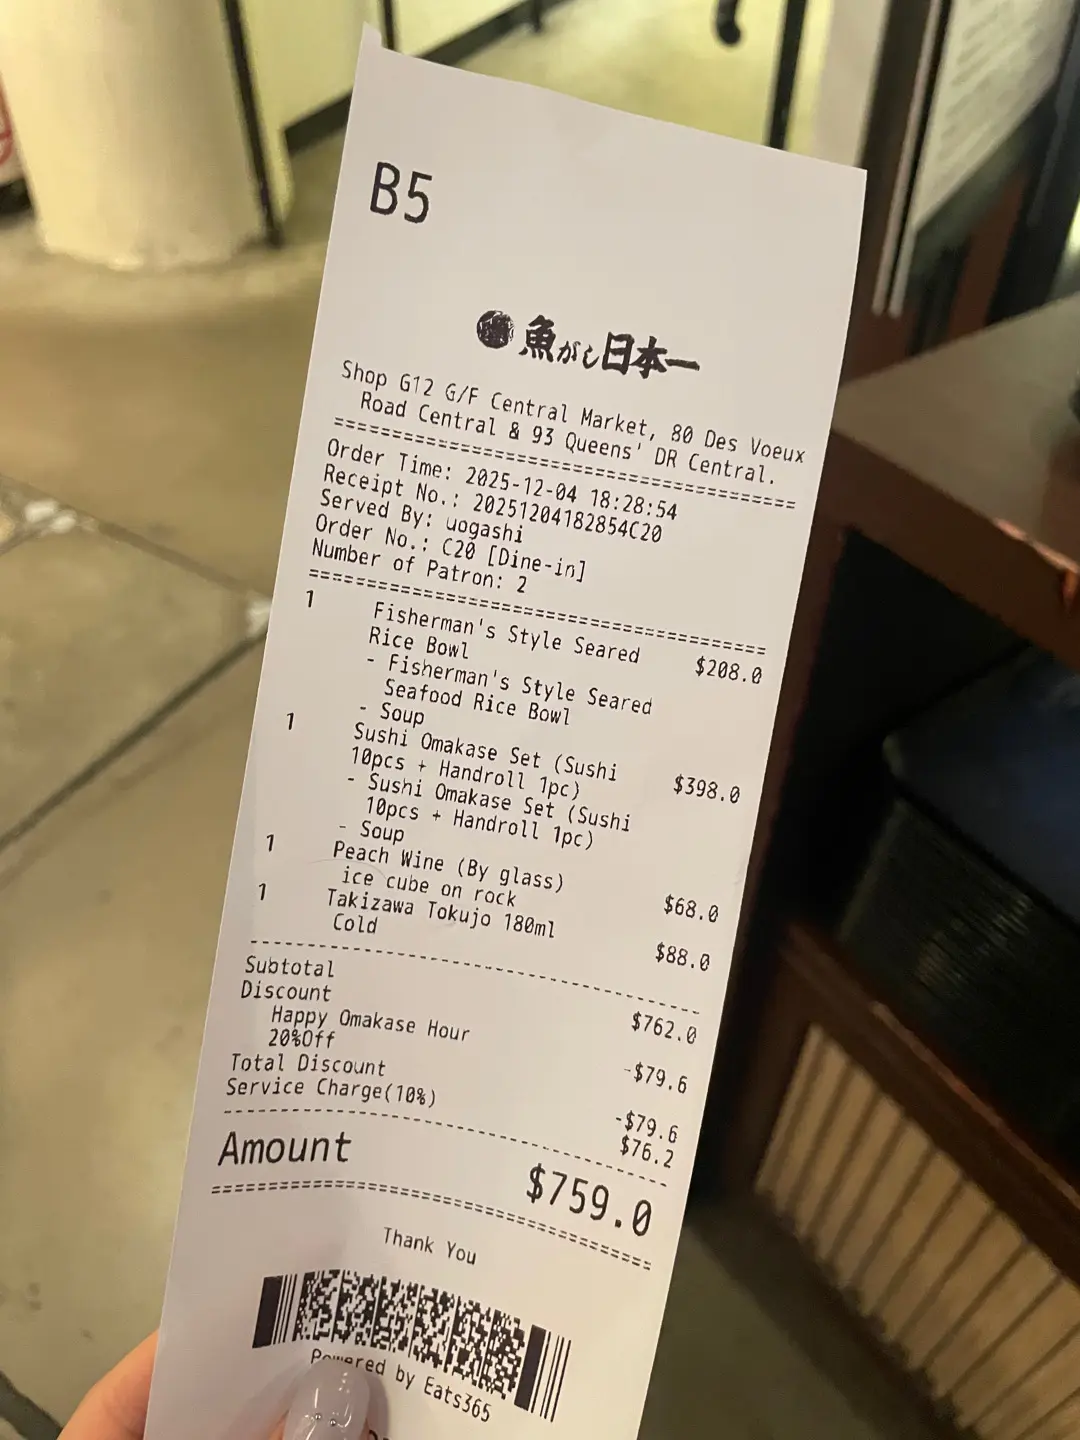 B5
魚がし日本一
Shop G12 G/F Central Market, 80 Des Voeux
Road Central & 93 Queens' DR Central.
=========================================
Order Time: 2025-12-04 18:28:54
Receipt No.: 20251204182854C20
Served By: uogashi
Order No.: C20 [Dine-in]
Number of Patron: 2
=========================================
1 Fisherman's Style Seared $208.0
Rice Bowl
- Fisherman's Style Seared
Seafood Rice Bowl
- Soup
1 Sushi Omakase Set (Sushi $398.0
10pcs + Handroll 1pc)
- Sushi Omakase Set (Sushi
10pcs + Handroll 1pc)
- Soup
1 Peach Wine (By glass) $68.0
ice cube on rock
1 Takizawa Tokujo 180ml $88.0
Cold
-----------------------------------------
Subtotal $762.0
Discount
Happy Omakase Hour -$79.6
20%Off
Total Discount -$79.6
Service Charge(10%) $76.2
-----------------------------------------
Amount $759.0
=========================================
Thank You
Powered by Eats365